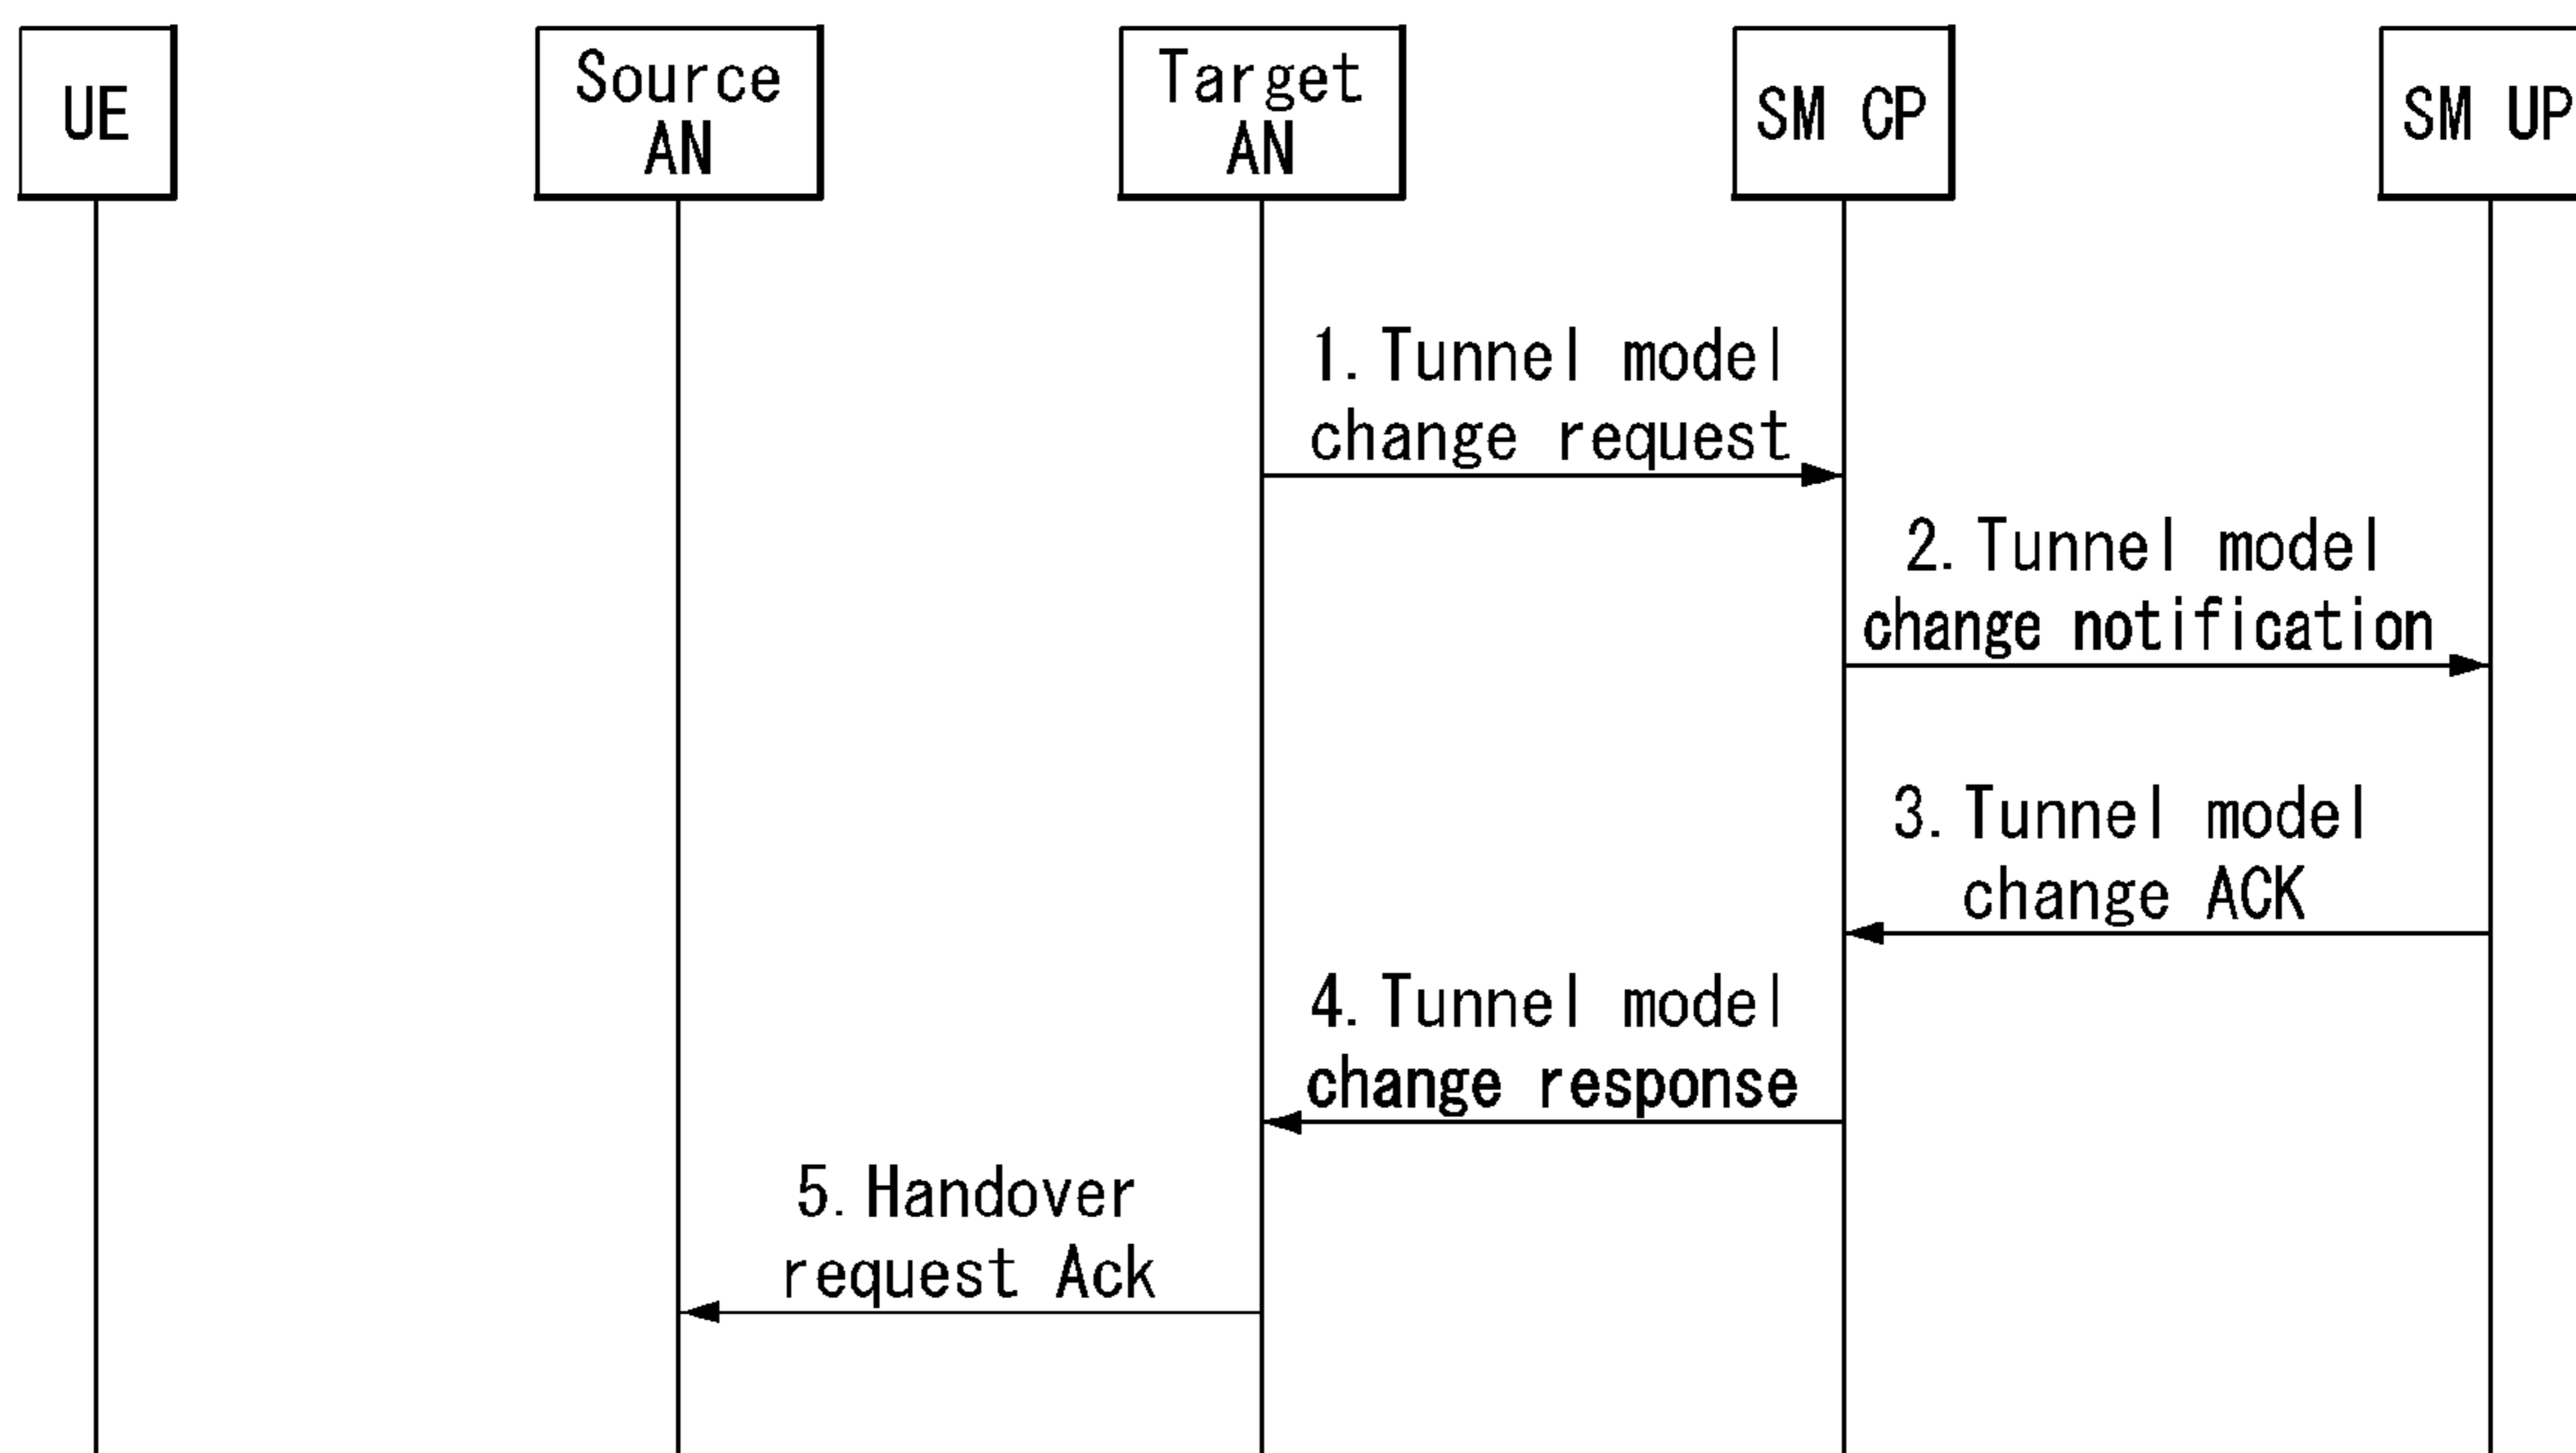 UE
Source
AN
Target
AN
SM CP
SM UP
1. Tunnel model
change request
2. Tunnel model
change notification
3. Tunnel model
change ACK
4. Tunnel model
change response
5. Handover
request Ack